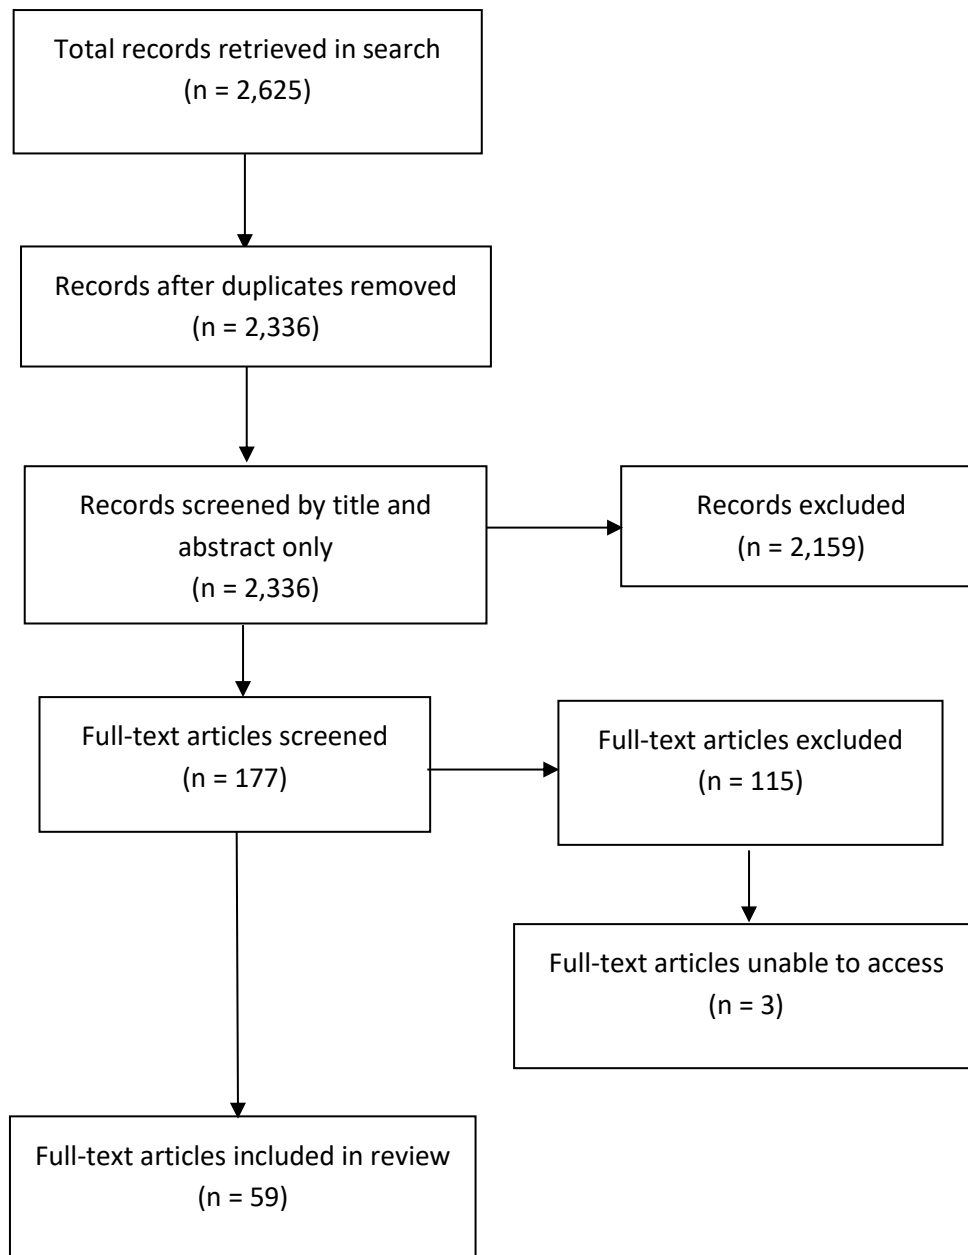 Total records retrieved in search
(n = 2,625)
Records after duplicates removed
(n = 2,336)
Records screened by title and
abstract only
(n = 2,336)
Records excluded
(n = 2,159)
Full-text articles screened
(n = 177)
Full-text articles excluded
(n = 115)
Full-text articles unable to access
(n = 3)
Full-text articles included in review
(n = 59)